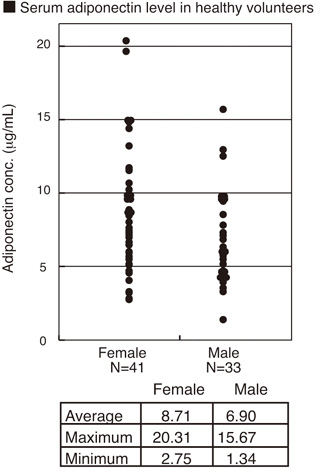 ■ Serum adiponectin level in healthy volunteers
Adiponectin conc. (μg/mL)
20
15
10
5
0
Female Male
N=41 N=33
Female Male
Average 8.71 6.90
Maximum 20.31 15.67
Minimum 2.75 1.34